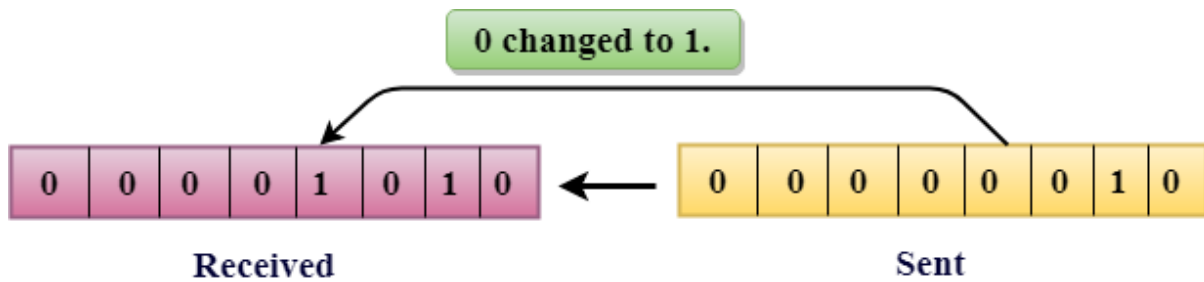 0 changed to 1.
0 0 0 0 1 0 1 0
0 0 0 0 0 0 1 0
Received
Sent